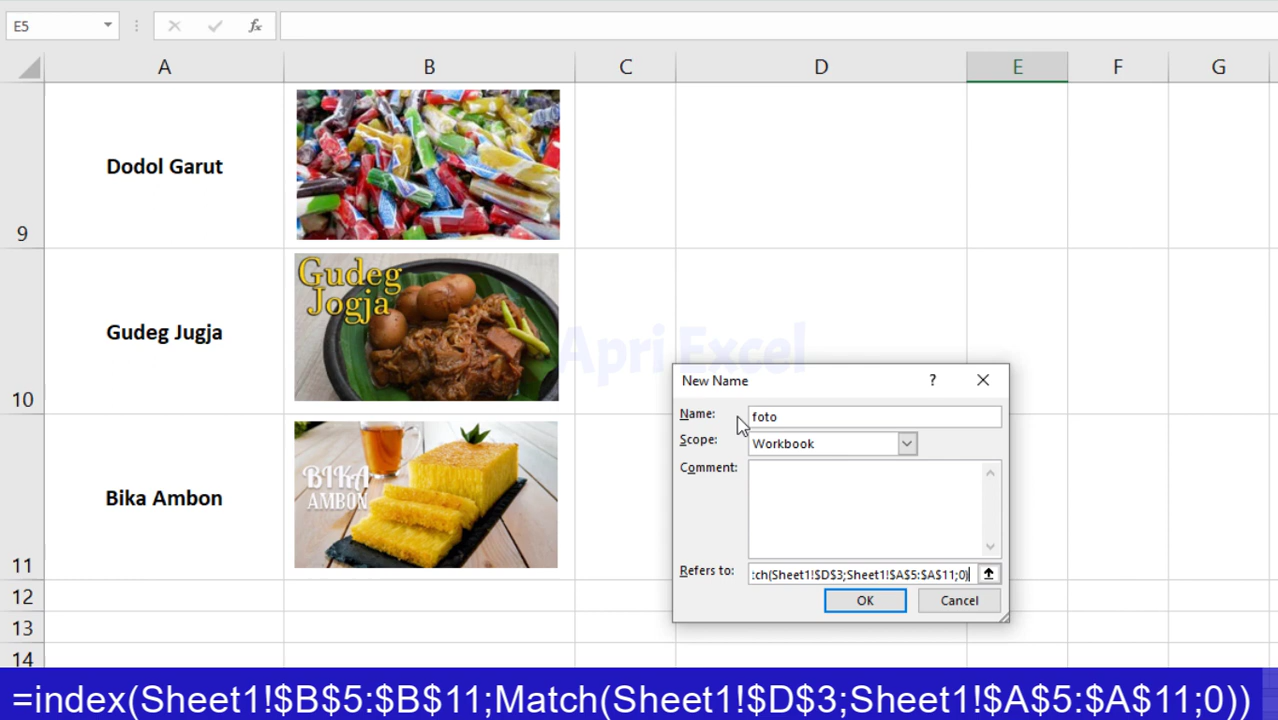 E5
fx
A B C D E F G
9 Dodol Garut
Gudeg
Jogja
10 Gudeg Jugja
Apri Excel
BIKA
AMBON
11 Bika Ambon
12
13
14
New Name ?
Name: foto
Scope: Workbook
Comment:
Refers to: :ch(Sheet1!$D$3;Sheet1!$A$5:$A$11;0)
OK Cancel
=index(Sheet1!$B$5:$B$11;Match(Sheet1!$D$3;Sheet1!$A$5:$A$11;0))